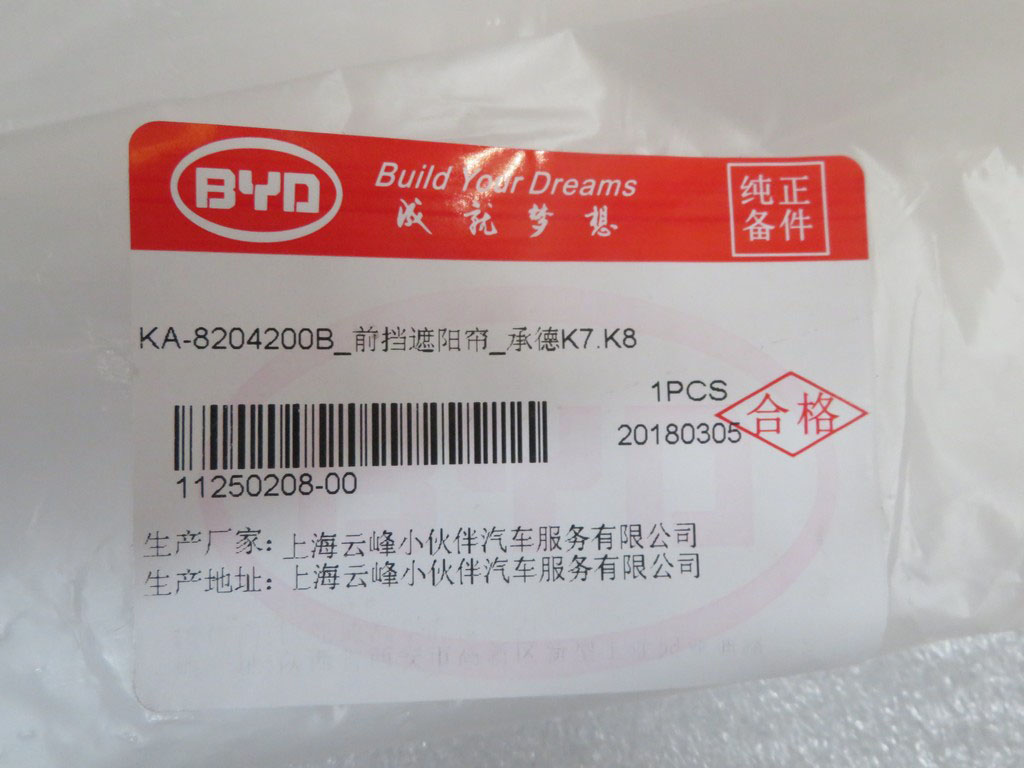 BYD
Build Your Dreams
成就梦想
纯正
备件
KA-8204200B_前挡遮阳帘_承德K7.K8
1PCS
20180305
合格
11250208-00
生产厂家: 上海云峰小伙伴汽车服务有限公司
生产地址: 上海云峰小伙伴汽车服务有限公司